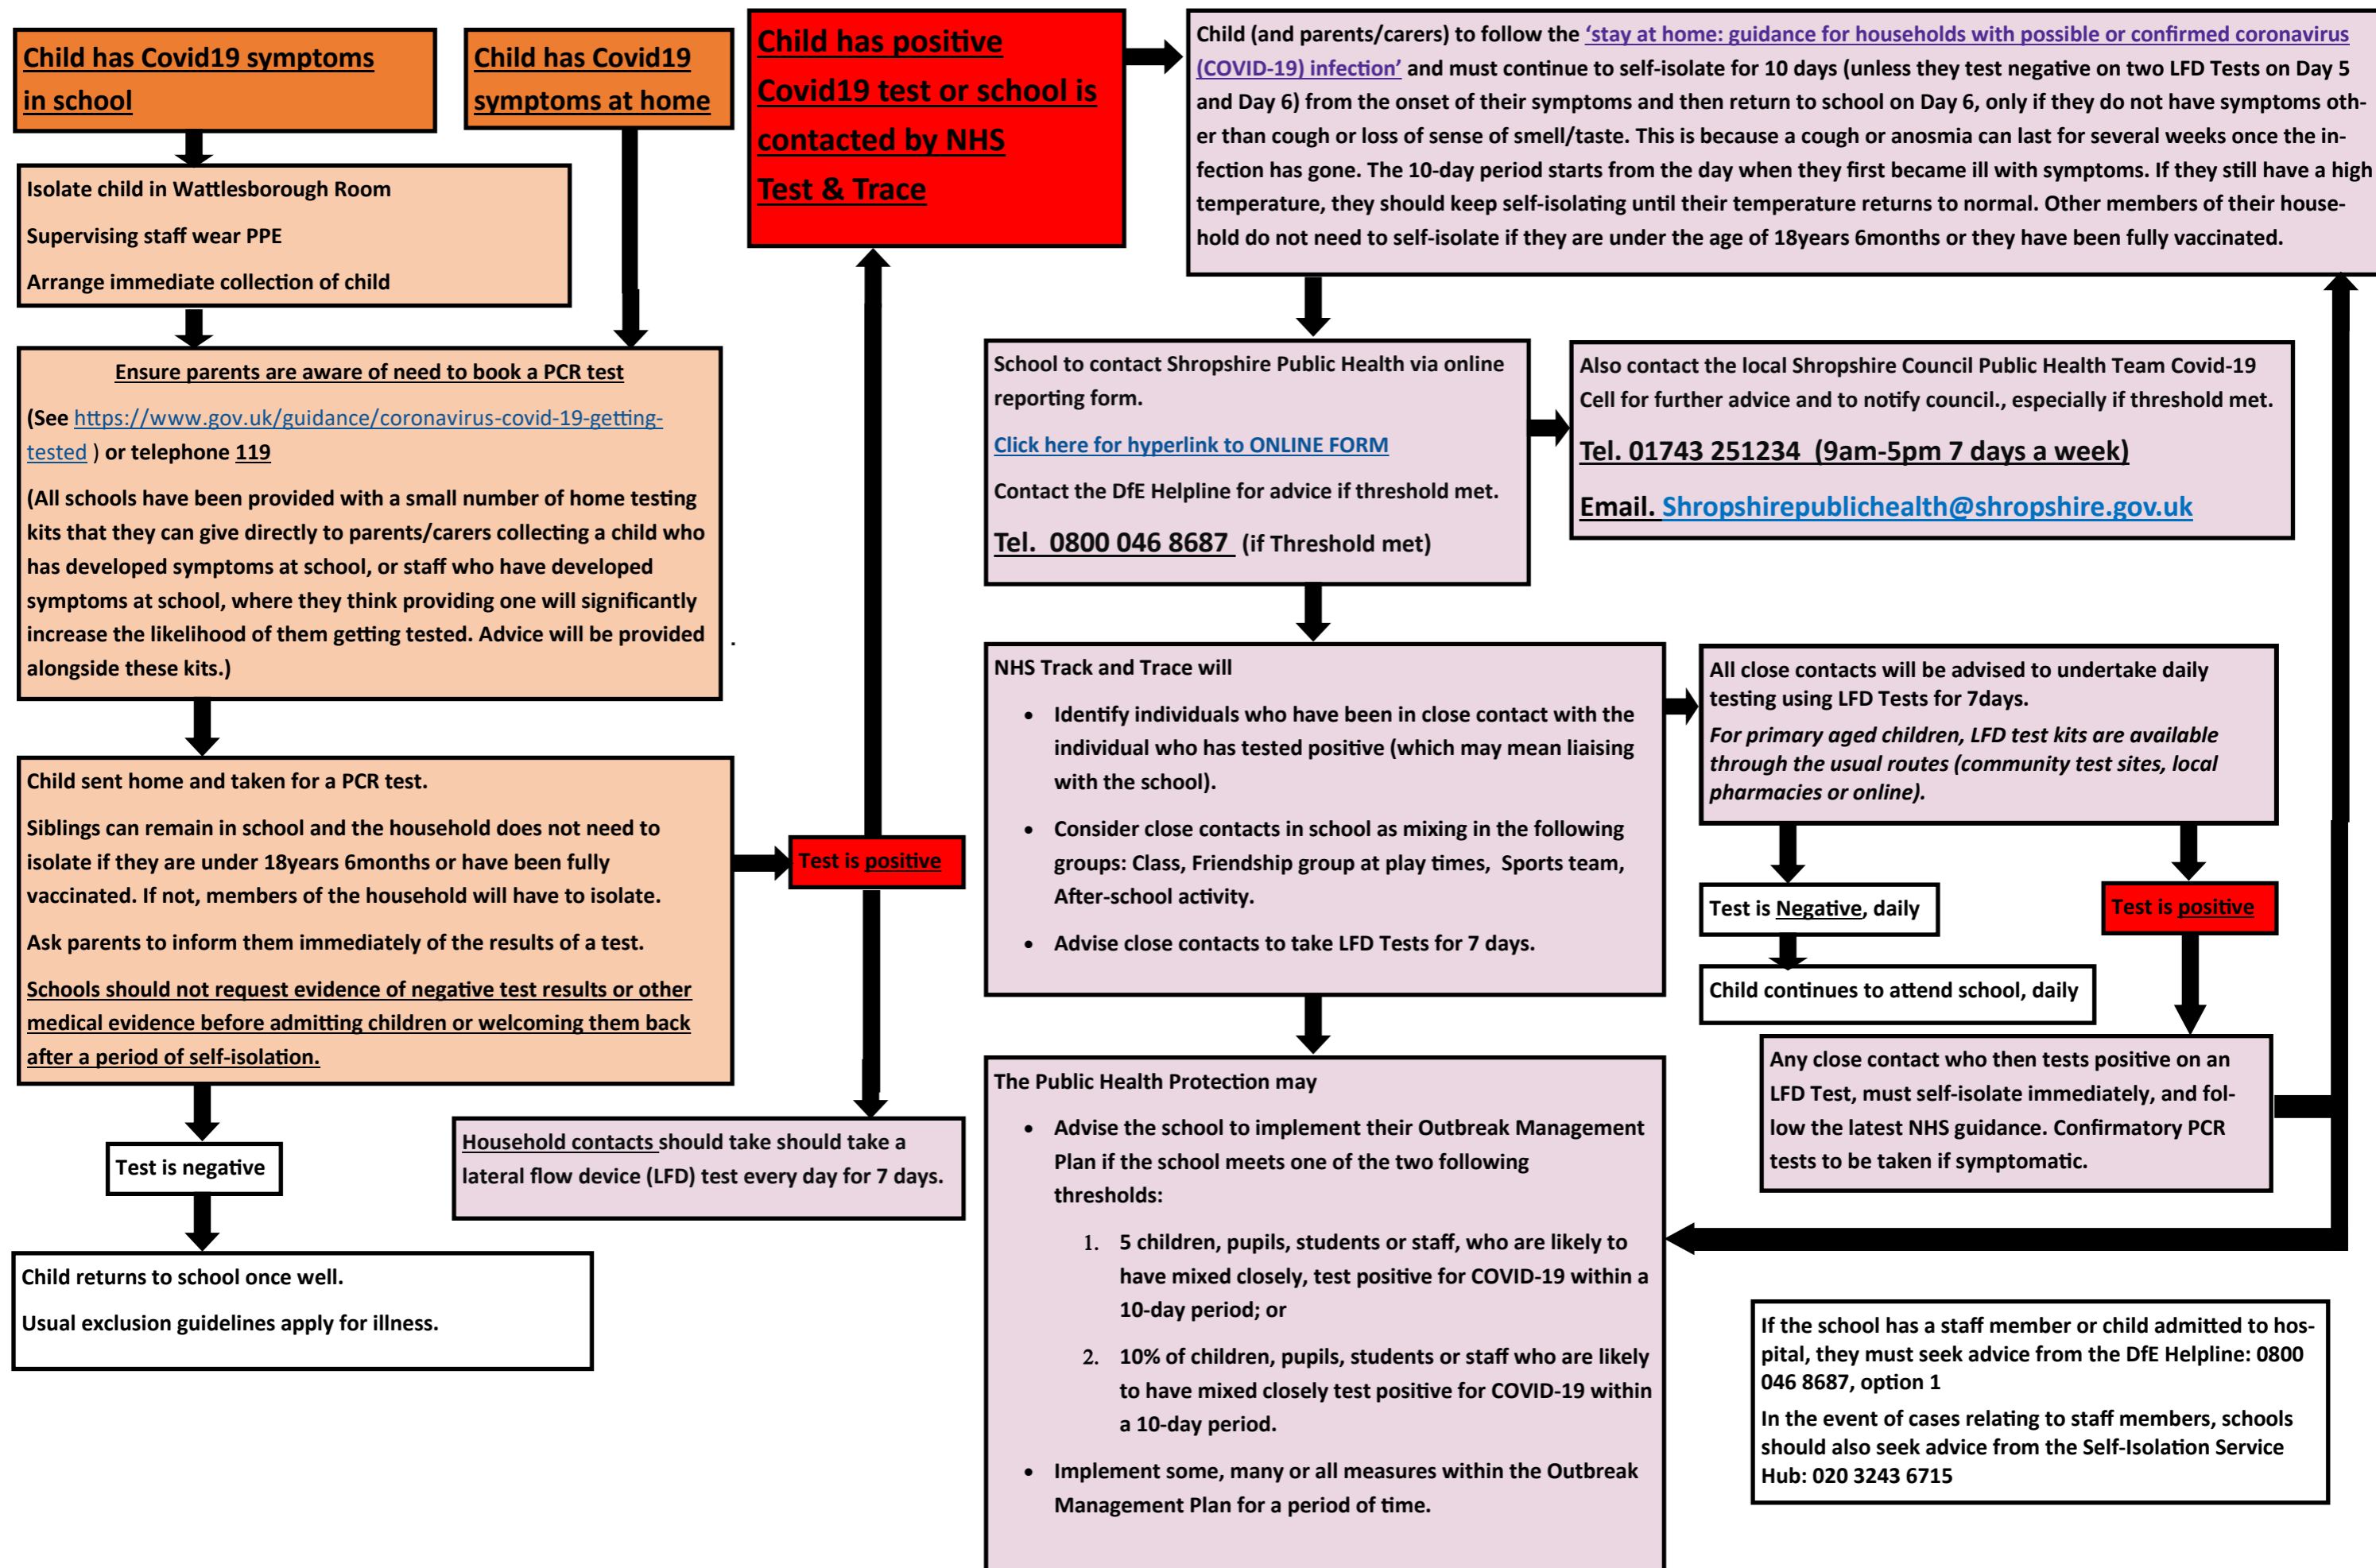 Child has Covid19 symptoms
in school
Child has Covid19
symptoms at home
Isolate child in Wattlesborough Room
Supervising staff wear PPE
Arrange immediate collection of child
Ensure parents are aware of need to book a PCR test
(See https://www.gov.uk/guidance/coronavirus-covid-19-getting-
tested ) or telephone 119
(All schools have been provided with a small number of home testing
kits that they can give directly to parents/carers collecting a child who
has developed symptoms at school, or staff who have developed
symptoms at school, where they think providing one will significantly
increase the likelihood of them getting tested. Advice will be provided
alongside these kits.)
.
Child sent home and taken for a PCR test.
Siblings can remain in school and the household does not need to
isolate if they are under 18years 6months or have been fully
vaccinated. If not, members of the household will have to isolate.
Ask parents to inform them immediately of the results of a test.
Schools should not request evidence of negative test results or other
medical evidence before admitting children or welcoming them back
after a period of self-isolation.
Test is negative
Child returns to school once well.
Usual exclusion guidelines apply for illness.
Test is positive
Household contacts should take should take a
lateral flow device (LFD) test every day for 7 days.
Child has positive
Covid19 test or school is
contacted by NHS
Test & Trace
Child (and parents/carers) to follow the ‘stay at home: guidance for households with possible or confirmed coronavirus
(COVID-19) infection’ and must continue to self-isolate for 10 days (unless they test negative on two LFD Tests on Day 5
and Day 6) from the onset of their symptoms and then return to school on Day 6, only if they do not have symptoms oth-
er than cough or loss of sense of smell/taste. This is because a cough or anosmia can last for several weeks once the in-
fection has gone. The 10-day period starts from the day when they first became ill with symptoms. If they still have a high
temperature, they should keep self-isolating until their temperature returns to normal. Other members of their house-
hold do not need to self-isolate if they are under the age of 18years 6months or they have been fully vaccinated.
School to contact Shropshire Public Health via online
reporting form.
Click here for hyperlink to ONLINE FORM
Contact the DfE Helpline for advice if threshold met.
Tel. 0800 046 8687 (if Threshold met)
Also contact the local Shropshire Council Public Health Team Covid-19
Cell for further advice and to notify council., especially if threshold met.
Tel. 01743 251234 (9am-5pm 7 days a week)
Email. Shropshirepublichealth@shropshire.gov.uk
NHS Track and Trace will
• Identify individuals who have been in close contact with the
individual who has tested positive (which may mean liaising
with the school).
• Consider close contacts in school as mixing in the following
groups: Class, Friendship group at play times, Sports team,
After-school activity.
• Advise close contacts to take LFD Tests for 7 days.
All close contacts will be advised to undertake daily
testing using LFD Tests for 7days.
For primary aged children, LFD test kits are available
through the usual routes (community test sites, local
pharmacies or online).
Test is Negative, daily
Child continues to attend school, daily
Test is positive
Any close contact who then tests positive on an
LFD Test, must self-isolate immediately, and fol-
low the latest NHS guidance. Confirmatory PCR
tests to be taken if symptomatic.
The Public Health Protection may
• Advise the school to implement their Outbreak Management
Plan if the school meets one of the two following
thresholds:
1. 5 children, pupils, students or staff, who are likely to
have mixed closely, test positive for COVID-19 within a
10-day period; or
2. 10% of children, pupils, students or staff who are likely
to have mixed closely test positive for COVID-19 within
a 10-day period.
• Implement some, many or all measures within the Outbreak
Management Plan for a period of time.
If the school has a staff member or child admitted to hos-
pital, they must seek advice from the DfE Helpline: 0800
046 8687, option 1
In the event of cases relating to staff members, schools
should also seek advice from the Self-Isolation Service
Hub: 020 3243 6715